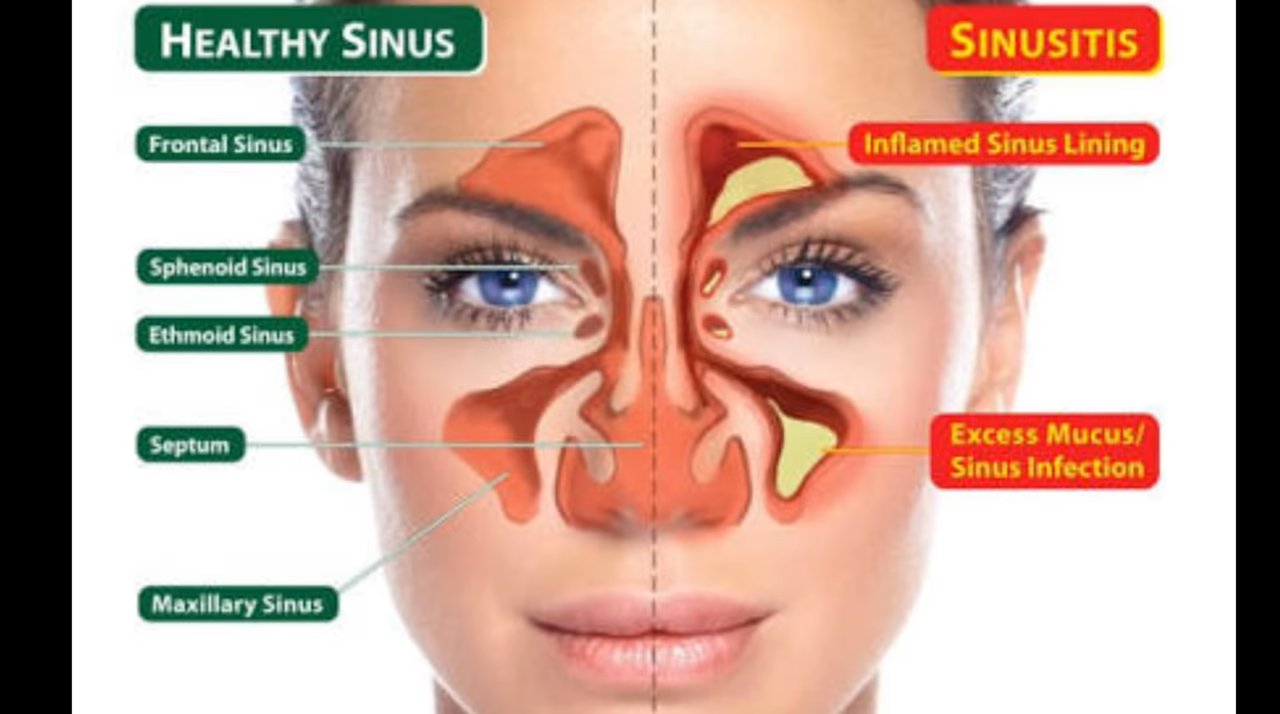 HEALTHY SINUS
SINUSITIS
Frontal Sinus
Inflamed Sinus Lining
Sphenoid Sinus
Ethmoid Sinus
Septum
Excess Mucus/
Sinus Infection
Maxillary Sinus